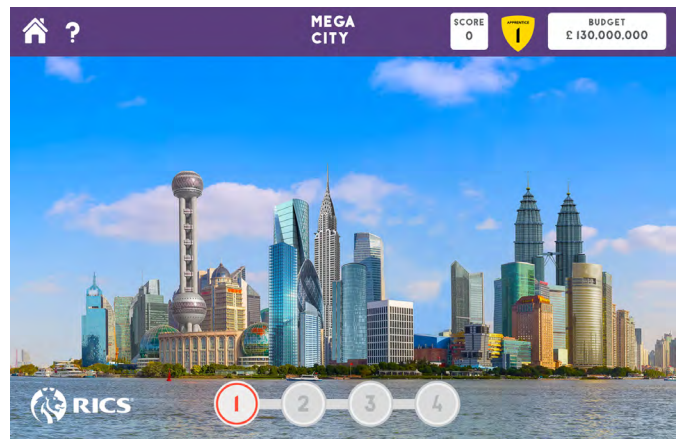 ?
MEGA
CITY
SCORE
0
APPRENTICE
1
BUDGET
£ 130,000,000
RICS
1
2
3
4